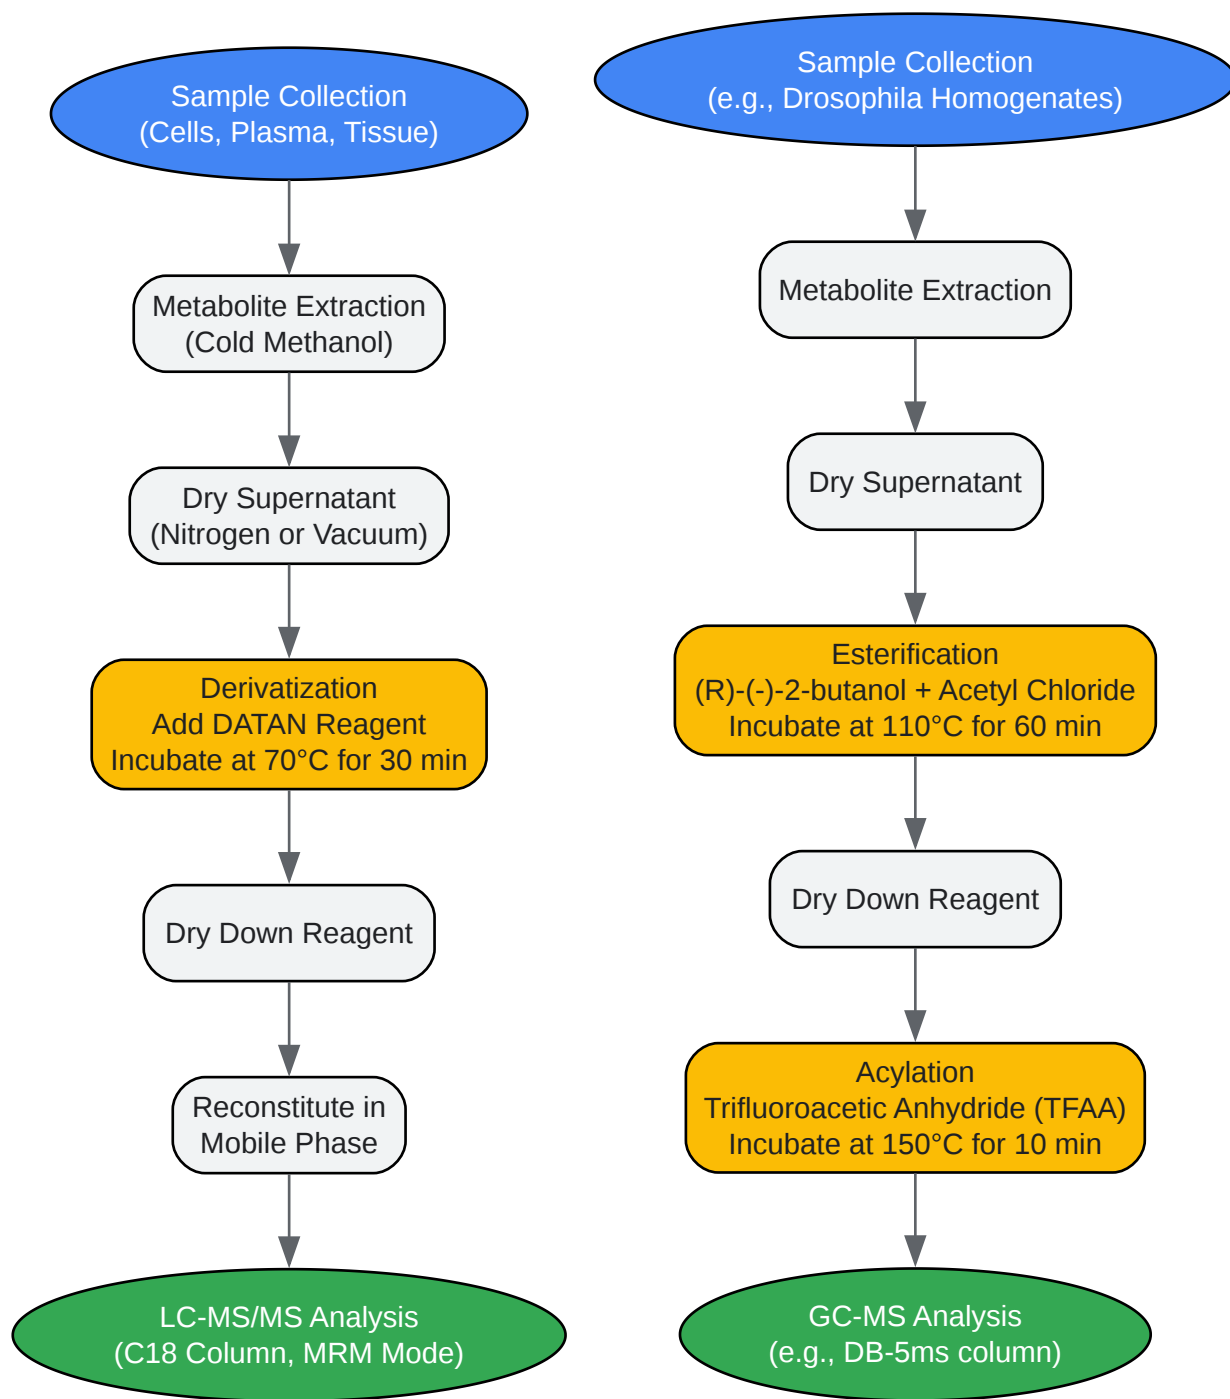 Sample Collection
(Cells, Plasma, Tissue)
Metabolite Extraction
(Cold Methanol)
Dry Supernatant
(Nitrogen or Vacuum)
Derivatization
Add DATAN Reagent
Incubate at 70°C for 30 min
Dry Down Reagent
Reconstitute in
Mobile Phase
LC-MS/MS Analysis
(C18 Column, MRM Mode)
Sample Collection
(e.g., Drosophila Homogenates)
Metabolite Extraction
Dry Supernatant
Esterification
(R)-(-)-2-butanol + Acetyl Chloride
Incubate at 110°C for 60 min
Dry Down Reagent
Acylation
Trifluoroacetic Anhydride (TFAA)
Incubate at 150°C for 10 min
GC-MS Analysis
(e.g., DB-5ms column)